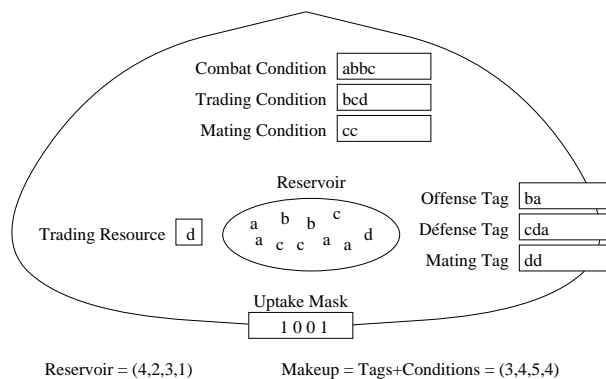 Combat Condition abbc
Trading Condition bcd
Mating Condition cc
Reservoir
Offense Tag ba
Trading Resource d
a b b c
a c c a a d
Défense Tag cda
Mating Tag dd
Uptake Mask
1 0 0 1
Reservoir = (4,2,3,1) Makeup = Tags+Conditions = (3,4,5,4)